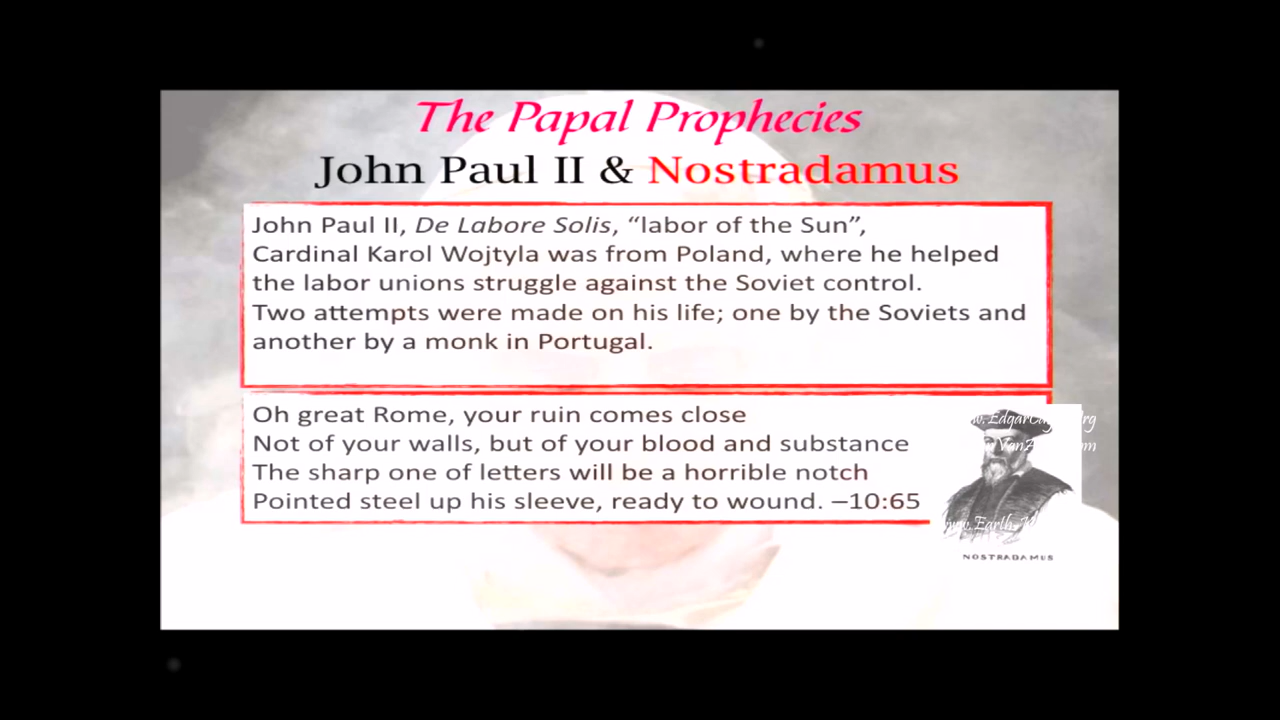 The Papal Prophecies
John Paul II & Nostradamus
John Paul II, De Labore Solis, “labor of the Sun”,
Cardinal Karol Wojtyla was from Poland, where he helped
the labor unions struggle against the Soviet control.
Two attempts were made on his life; one by the Soviets and
another by a monk in Portugal.
Oh great Rome, your ruin comes close
Not of your walls, but of your blood and substance
The sharp one of letters will be a horrible notch
Pointed steel up his sleeve, ready to wound. –10:65
NOSTRADAMUS